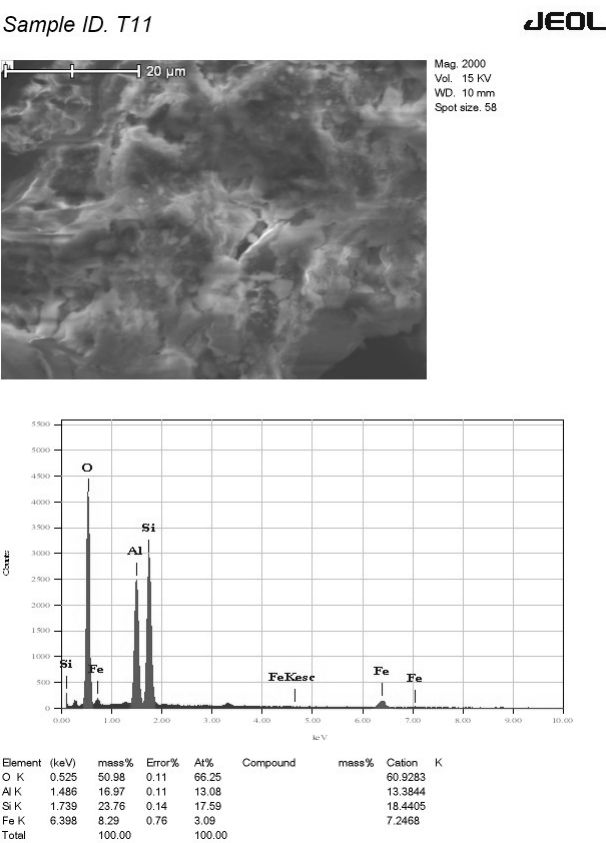 Sample ID. T11
JEOL
20 µm
Mag. 2000
Vol. 15 KV
WD. 10 mm
Spot size. 58
5500
5000
4500
4000
3500
3000
2500
2000
1500
1000
500
0
Counts
O
Al
Si
Si
Fe
FeKesc
Fe
Fe
0.00 1.00 2.00 3.00 4.00 5.00 6.00 7.00 8.00 9.00 10.00
keV
Element (keV) mass% Error% At% Compound mass% Cation K
O K 0.525 50.98 0.11 66.25 60.9283
Al K 1.486 16.97 0.11 13.08 13.3844
Si K 1.739 23.76 0.14 17.59 18.4405
Fe K 6.398 8.29 0.76 3.09 7.2468
Total 100.00 100.00